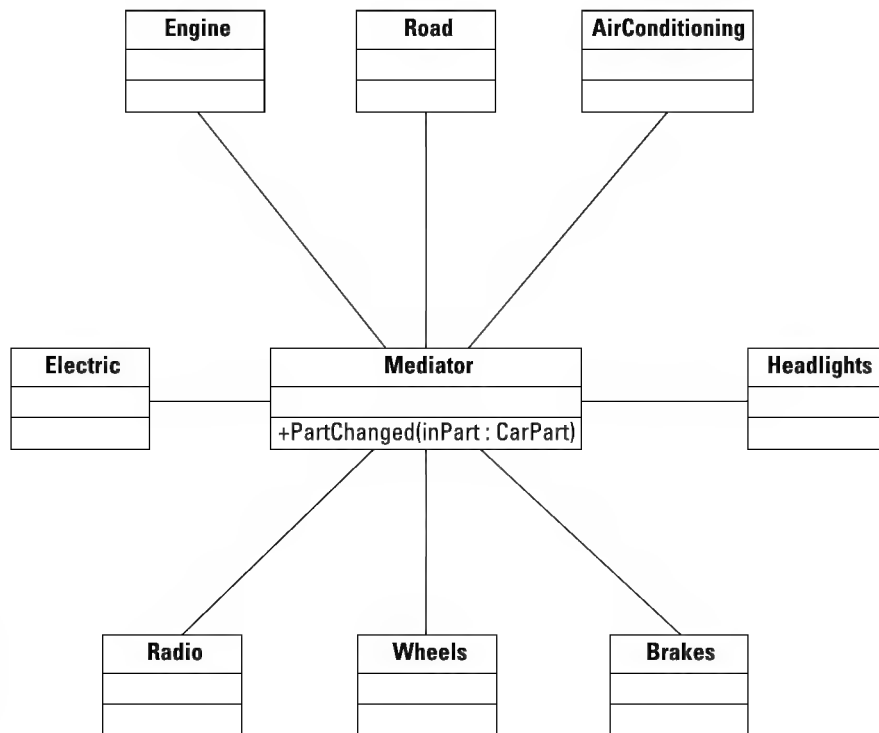 Engine
Road
AirConditioning
Electric
Mediator
Headlights
+PartChanged(inPart : CarPart)
Radio
Wheels
Brakes